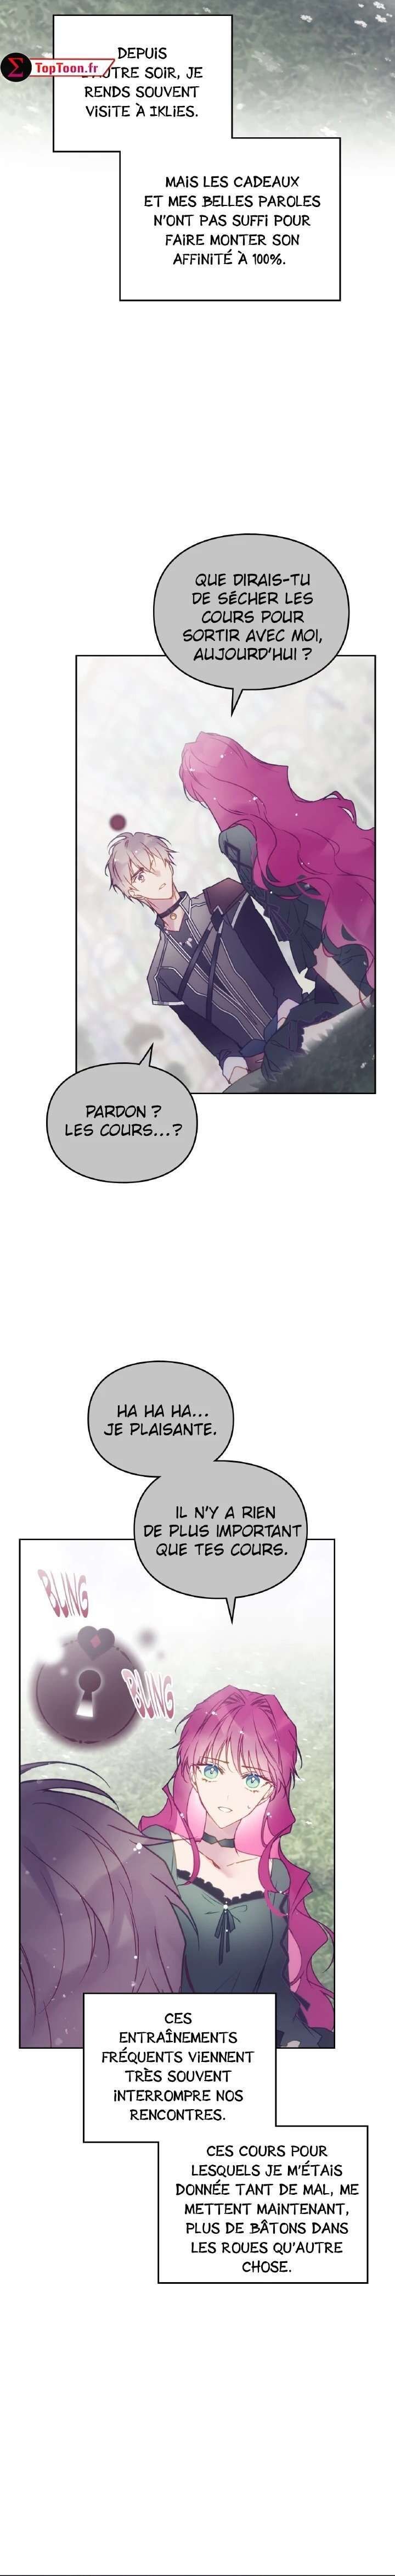 DEPUIS
L'AUTRE SOIR, JE
RENDS SOUVENT
VISITE À IKLIES.
TopToon.fr
MAIS LES CADEAUX
ET MES BELLES PAROLES
N'ONT PAS SUFFI POUR
FAIRE MONTER SON
AFFINITÉ À 100%.
QUE DIRAIS-TU
DE SÉCHER LES
COURS POUR
SORTIR AVEC MOI,
AUJOURD'HUI ?
PARDON ?
LES COURS...?
HA HA HA...
JE PLAISANTE.
IL N'Y A RIEN
DE PLUS IMPORTANT
QUE TES COURS.
BLING
BLING
CES
ENTRAÎNEMENTS
FRÉQUENTS VIENNENT
TRÈS SOUVENT
INTERROMPRE NOS
RENCONTRES.
CES COURS POUR
LESQUELS JE M'ÉTAIS
DONNÉE TANT DE MAL, ME
METTENT MAINTENANT,
PLUS DE BÂTONS DANS
LES ROUES QU'AUTRE
CHOSE.